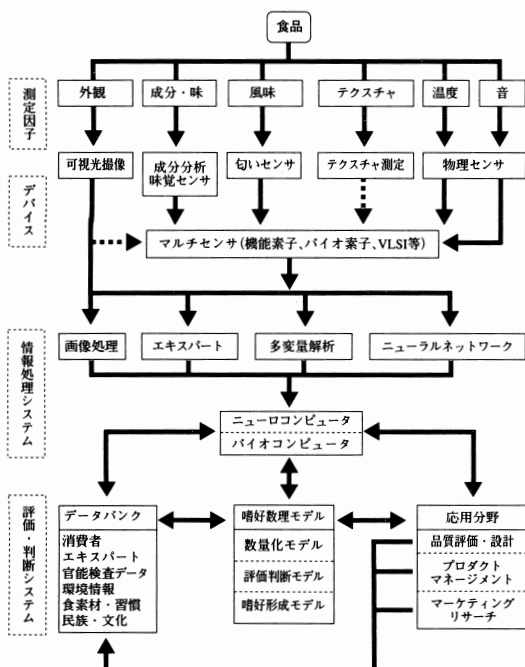 食品
測定因子
外観
成分・味
風味
テクスチャ
温度
音
デバイス
可視光撮像
成分分析
味覚センサ
匂いセンサ
テクスチャ測定
物理センサ
マルチセンサ(機能素子、バイオ素子、VLSI等)
情報処理システム
画像処理
エキスパート
多変量解析
ニューラルネットワーク
ニューロコンピュータ
バイオコンピュータ
評価・判断システム
データバンク
消費者
エキスパート
官能検査データ
環境情報
食素材・習慣
民族・文化
嗜好数理モデル
数量化モデル
評価判断モデル
嗜好形成モデル
応用分野
品質評価・設計
プロダクト
マネージメント
マーケティング
リサーチ